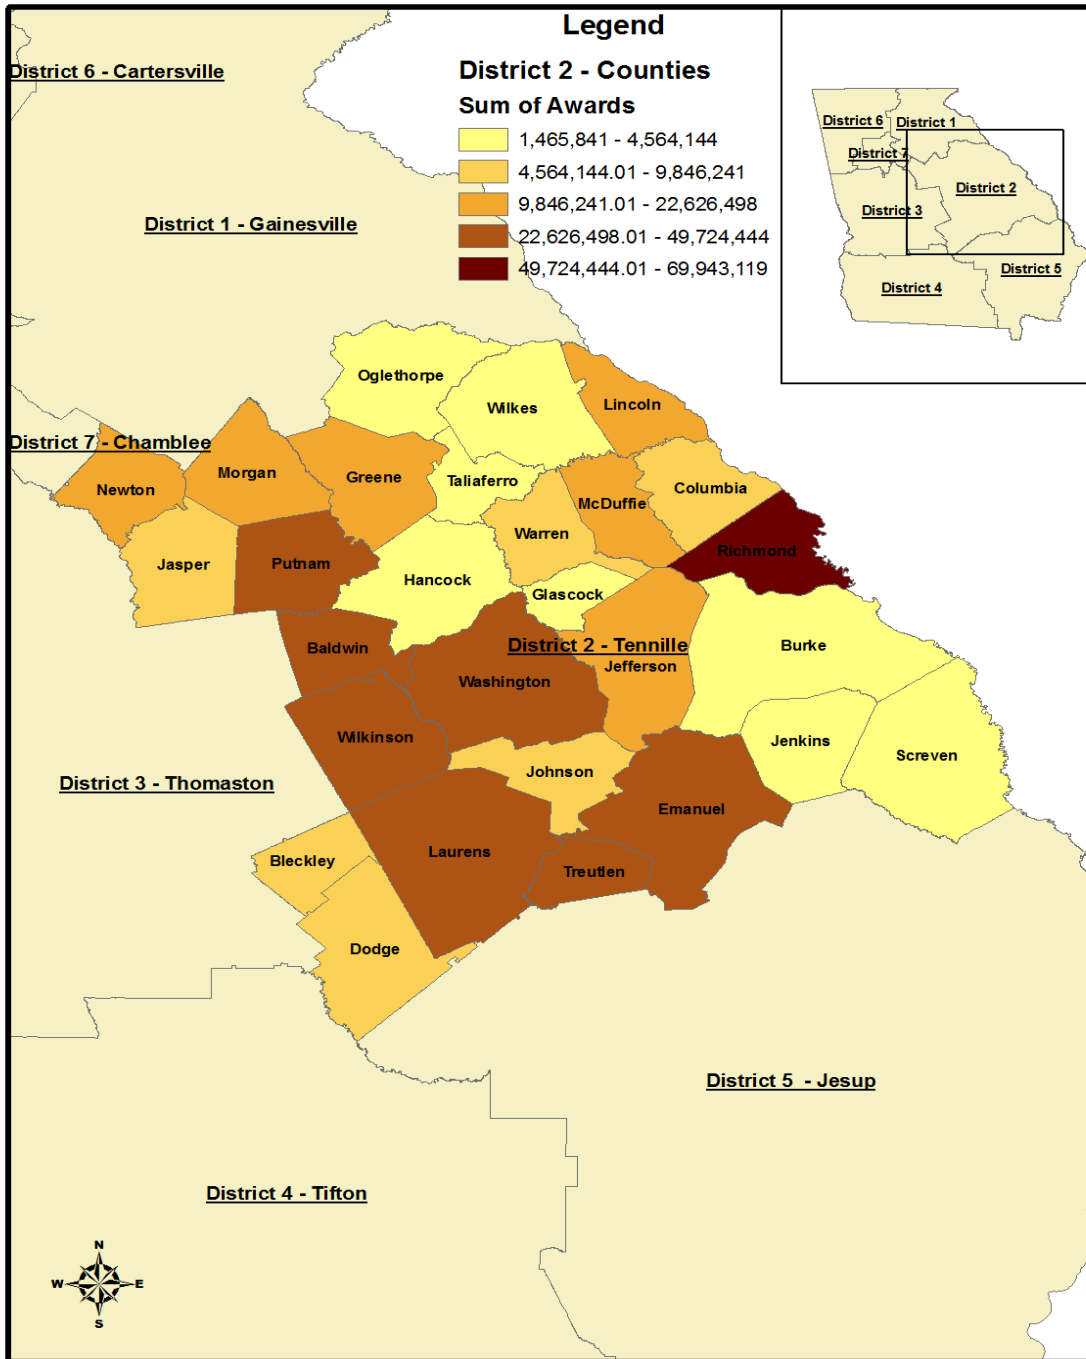 Legend
District 2 - Counties
Sum of Awards
1,465,841 - 4,564,144
4,564,144.01 - 9,846,241
9,846,241.01 - 22,626,498
22,626,498.01 - 49,724,444
49,724,444.01 - 69,943,119
District 6 - Cartersville
District 1 - Gainesville
District 6
District 1
District 7
District 2
District 3
District 5
District 4
Oglethorpe
Wilkes
Lincoln
District 7 - Chamblee
Newton
Morgan
Greene
Taliaferro
McDuffie
Columbia
Warren
Richmond
Jasper
Putnam
Hancock
Glascock
Baldwin
District 2 - Tennille
Burke
Jefferson
Washington
Wilkinson
Jenkins
Screven
Johnson
District 3 - Thomaston
Emanuel
Bleckley
Laurens
Treutlen
Dodge
District 5  - Jesup
District 4 - Tifton
N
W
E
S